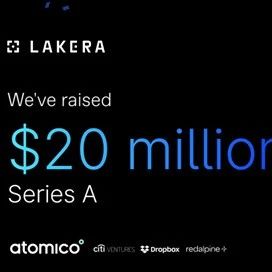 LAKERA
We've raised
$20 millio
Series A
atomico citi VENTURES Dropbox redalpine